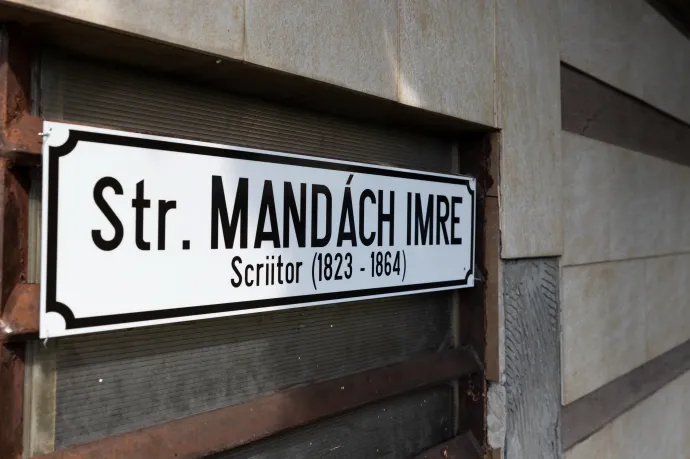 Str. MANDÁCH IMRE
Scriitor (1823 - 1864)